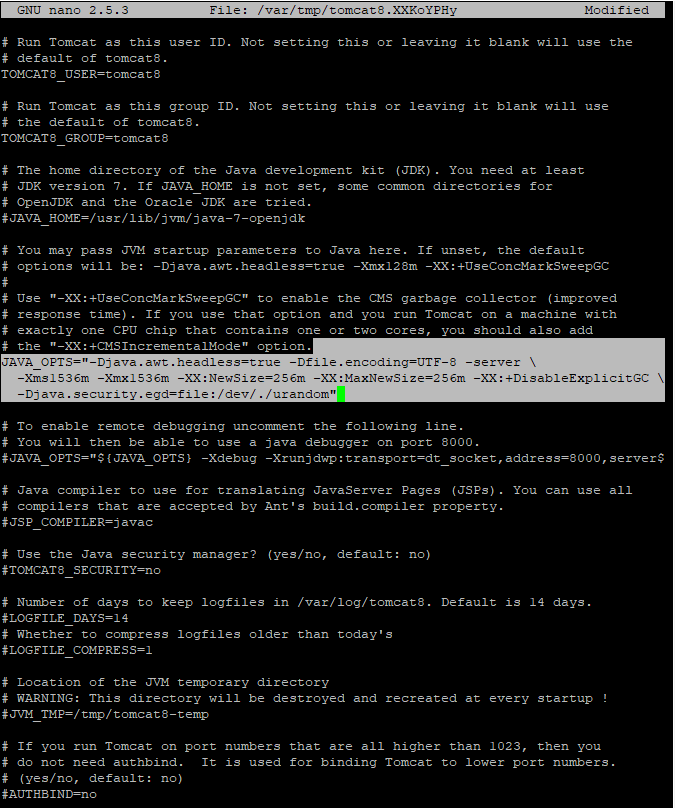 GNU nano 2.5.3 File: /var/tmp/tomcat8.XXKoYPHy Modified
# Run Tomcat as this user ID. Not setting this or leaving it blank will use the
# default of tomcat8.
TOMCAT8_USER=tomcat8
# Run Tomcat as this group ID. Not setting this or leaving it blank will use
# the default of tomcat8.
TOMCAT8_GROUP=tomcat8
# The home directory of the Java development kit (JDK). You need at least
# JDK version 7. If JAVA_HOME is not set, some common directories for
# OpenJDK and the Oracle JDK are tried.
#JAVA_HOME=/usr/lib/jvm/java-7-openjdk
# You may pass JVM startup parameters to Java here. If unset, the default
# options will be: -Djava.awt.headless=true -Xmx128m -XX:+UseConcMarkSweepGC
#
# Use "-XX:+UseConcMarkSweepGC" to enable the CMS garbage collector (improved
# response time). If you use that option and you run Tomcat on a machine with
# exactly one CPU chip that contains one or two cores, you should also add
# the "-XX:+CMSIncrementalMode" option.
JAVA_OPTS="-Djava.awt.headless=true -Dfile.encoding=UTF-8 -server \
-Xms1536m -Xmx1536m -XX:NewSize=256m -XX:MaxNewSize=256m -XX:+DisableExplicitGC \
-Djava.security.egd=file:/dev/./urandom"
# To enable remote debugging uncomment the following line.
# You will then be able to use a java debugger on port 8000.
#JAVA_OPTS="${JAVA_OPTS} -Xdebug -Xrunjdwp:transport=dt_socket,address=8000,server$
# Java compiler to use for translating JavaServer Pages (JSPs). You can use all
# compilers that are accepted by Ant's build.compiler property.
#JSP_COMPILER=javac
# Use the Java security manager? (yes/no, default: no)
#TOMCAT8_SECURITY=no
# Number of days to keep logfiles in /var/log/tomcat8. Default is 14 days.
#LOGFILE_DAYS=14
# Whether to compress logfiles older than today's
#LOGFILE_COMPRESS=1
# Location of the JVM temporary directory
# WARNING: This directory will be destroyed and recreated at every startup !
#JVM_TMP=/tmp/tomcat8-temp
# If you run Tomcat on port numbers that are all higher than 1023, then you
# do not need authbind.  It is used for binding Tomcat to lower port numbers.
# (yes/no, default: no)
#AUTHBIND=no